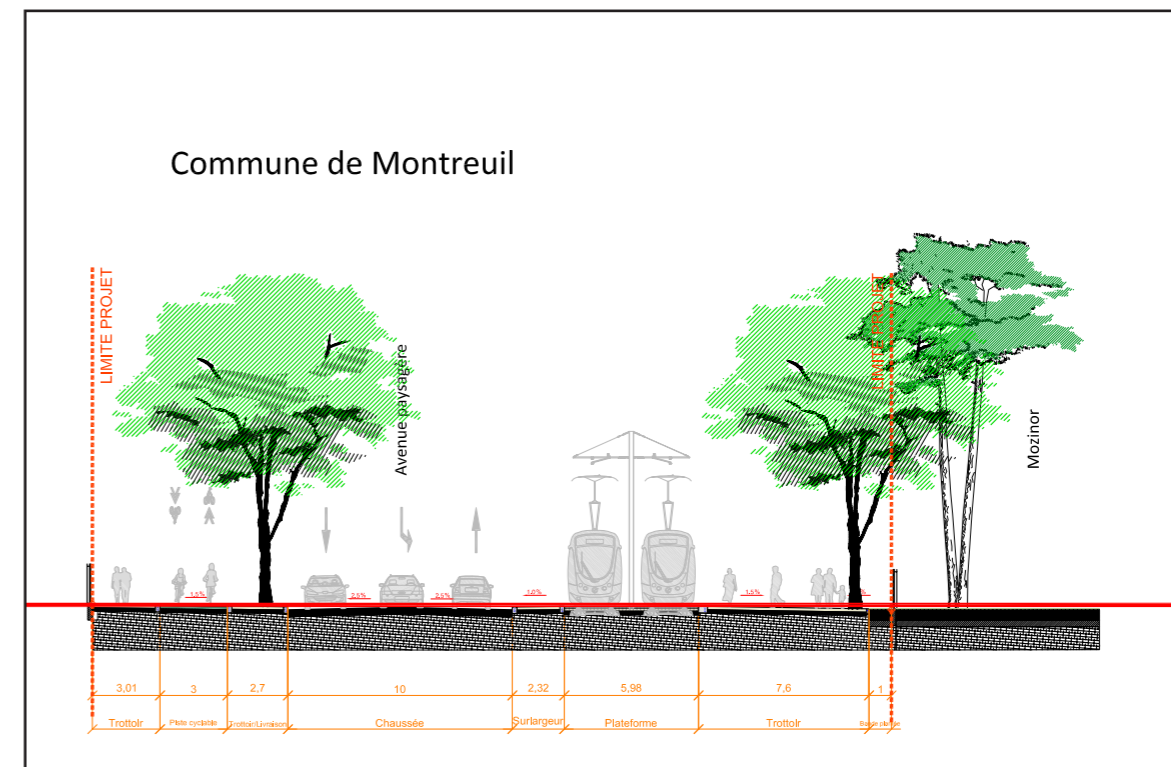 Commune de Montreuil
LIMITE PROJET
Avenue paysagère
LIMITE PROJET
Mozinor
1,5%
2,5%
2,5%
1,0%
1,5%
%
3,01
3
2,7
10
2,32
5,98
7,6
1
Trottoir
Piste cyclable
Trottoir/Livraison
Chaussée
Surlargeur
Plateforme
Trottoir